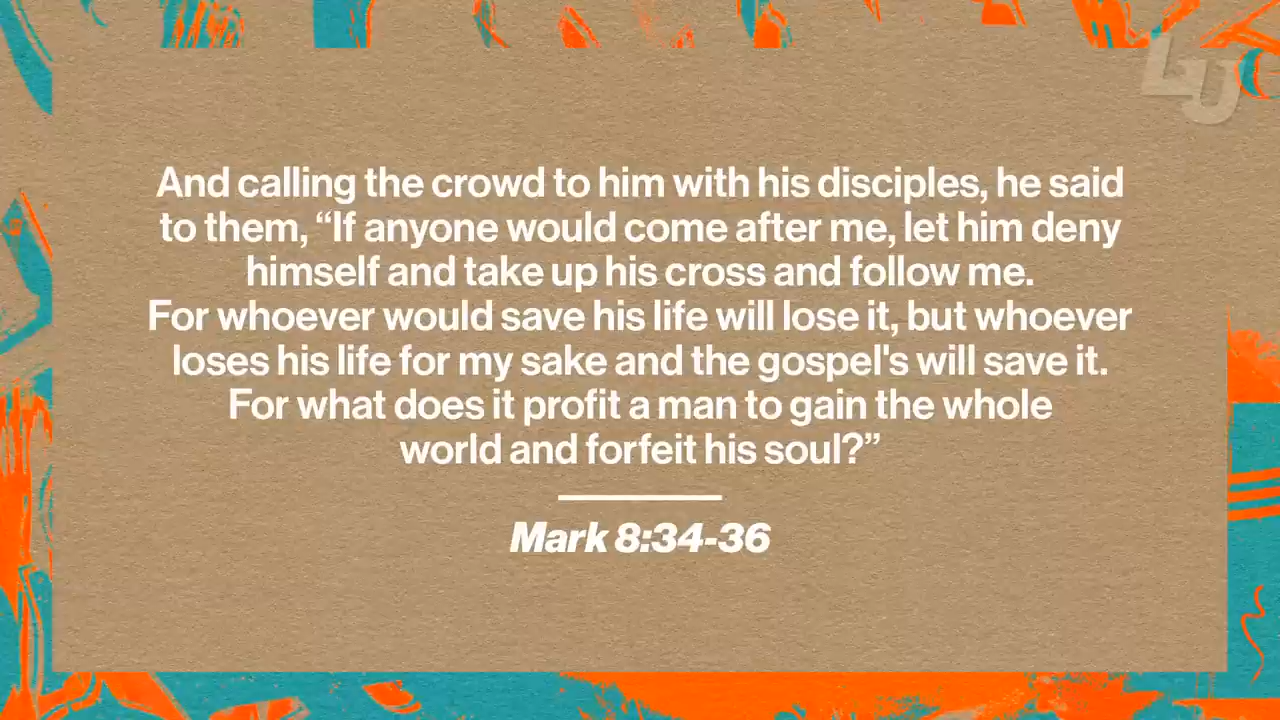 LU
And calling the crowd to him with his disciples, he said
to them, “If anyone would come after me, let him deny
himself and take up his cross and follow me.
For whoever would save his life will lose it, but whoever
loses his life for my sake and the gospel's will save it.
For what does it profit a man to gain the whole
world and forfeit his soul?”
Mark 8:34-36